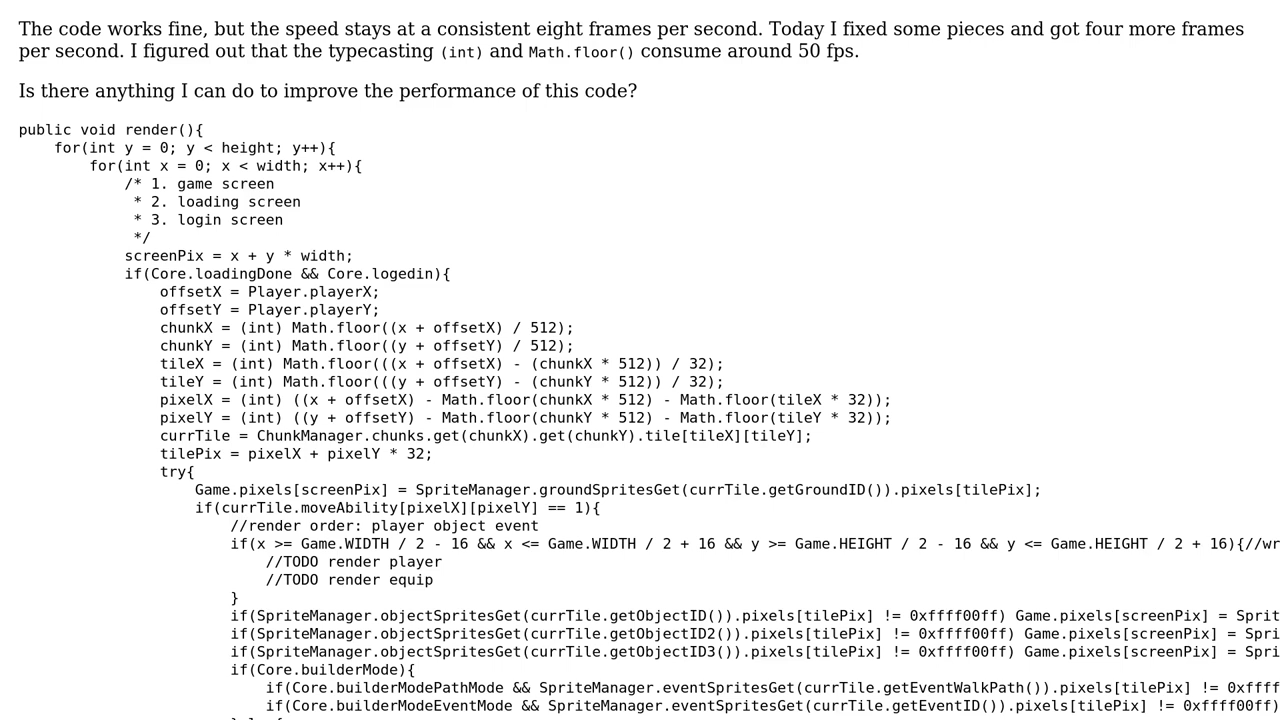 The code works fine, but the speed stays at a consistent eight frames per second. Today I fixed some pieces and got four more frames
per second. I figured out that the typecasting (int) and Math.floor() consume around 50 fps.
Is there anything I can do to improve the performance of this code?
public void render(){
    for(int y = 0; y < height; y++){
        for(int x = 0; x < width; x++){
            /* 1. game screen
             * 2. loading screen
             * 3. login screen
             */
            screenPix = x + y * width;
            if(Core.loadingDone && Core.logedin){
                offsetX = Player.playerX;
                offsetY = Player.playerY;
                chunkX = (int) Math.floor((x + offsetX) / 512);
                chunkY = (int) Math.floor((y + offsetY) / 512);
                tileX = (int) Math.floor(((x + offsetX) - (chunkX * 512)) / 32);
                tileY = (int) Math.floor(((y + offsetY) - (chunkY * 512)) / 32);
                pixelX = (int) ((x + offsetX) - Math.floor(chunkX * 512) - Math.floor(tileX * 32));
                pixelY = (int) ((y + offsetY) - Math.floor(chunkY * 512) - Math.floor(tileY * 32));
                currTile = ChunkManager.chunks.get(chunkX).get(chunkY).tile[tileX][tileY];
                tilePix = pixelX + pixelY * 32;
                try{
                    Game.pixels[screenPix] = SpriteManager.groundSpritesGet(currTile.getGroundID()).pixels[tilePix];
                    if(currTile.moveAbility[pixelX][pixelY] == 1){
                        //render order: player object event
                        if(x >= Game.WIDTH / 2 - 16 && x <= Game.WIDTH / 2 + 16 && y >= Game.HEIGHT / 2 - 16 && y <= Game.HEIGHT / 2 + 16){//wr
                            //TODO render player
                            //TODO render equip
                        }
                        if(SpriteManager.objectSpritesGet(currTile.getObjectID()).pixels[tilePix] != 0xffff00ff) Game.pixels[screenPix] = Sprit
                        if(SpriteManager.objectSpritesGet(currTile.getObjectID2()).pixels[tilePix] != 0xffff00ff) Game.pixels[screenPix] = Spri
                        if(SpriteManager.objectSpritesGet(currTile.getObjectID3()).pixels[tilePix] != 0xffff00ff) Game.pixels[screenPix] = Spri
                        if(Core.builderMode){
                            if(Core.builderModePathMode && SpriteManager.eventSpritesGet(currTile.getEventWalkPath()).pixels[tilePix] != 0xffff
                            if(Core.builderModeEventMode && SpriteManager.eventSpritesGet(currTile.getEventID()).pixels[tilePix] != 0xffff00ff)